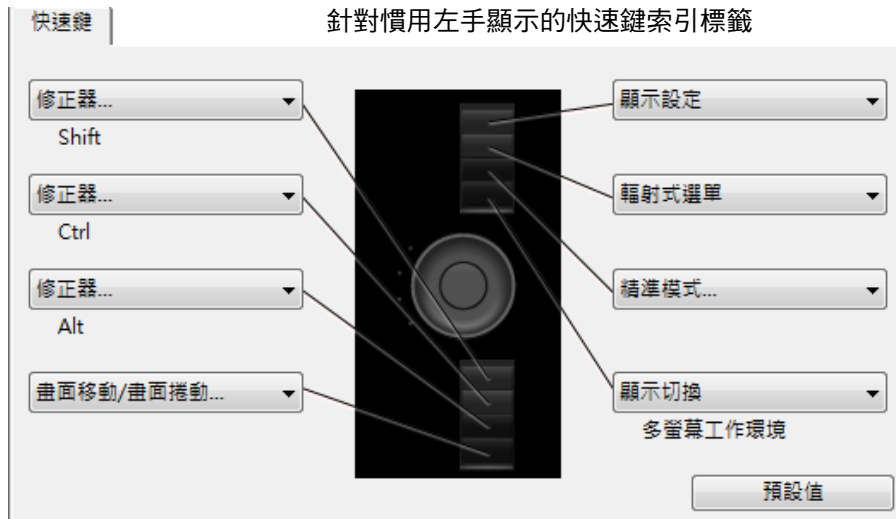 快速鍵
針對慣用左手顯示的快速鍵索引標籤
修正器...
Shift
修正器...
Ctrl
修正器...
Alt
畫面移動/畫面捲動...
顯示設定
輻射式選單
精準模式...
顯示切換
多螢幕工作環境
預設值